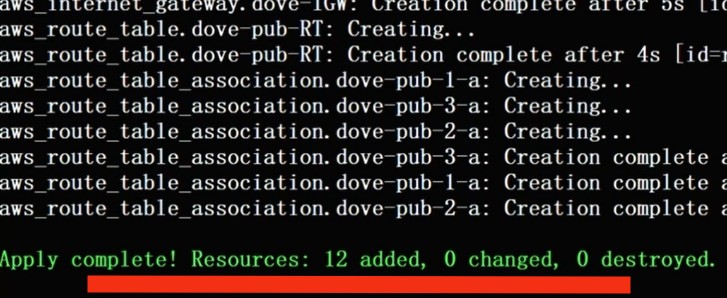 aws_internet_gateway.dove-IGW: Creation complete after 5s [id
aws_route_table.dove-pub-RT: Creating...
aws_route_table.dove-pub-RT: Creation complete after 4s [id=r
aws_route_table_association.dove-pub-1-a: Creating...
aws_route_table_association.dove-pub-3-a: Creating...
aws_route_table_association.dove-pub-2-a: Creating...
aws_route_table_association.dove-pub-3-a: Creation complete a
aws_route_table_association.dove-pub-1-a: Creation complete a
aws_route_table_association.dove-pub-2-a: Creation complete a
Apply complete! Resources: 12 added, 0 changed, 0 destroyed.